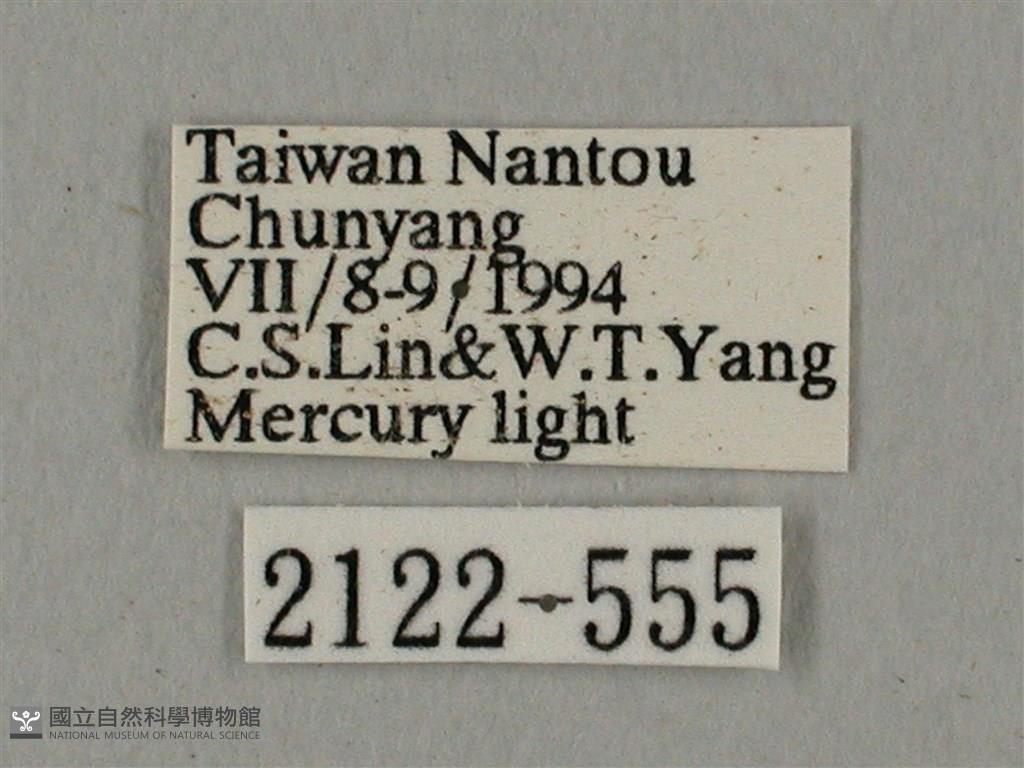 Taiwan Nantou
Chunyang
VII/8-9/1994
C.S.Lin&W.T.Yang
Mercury light
2122-555
國立自然科學博物館
NATIONAL MUSEUM OF NATURAL SCIENCE